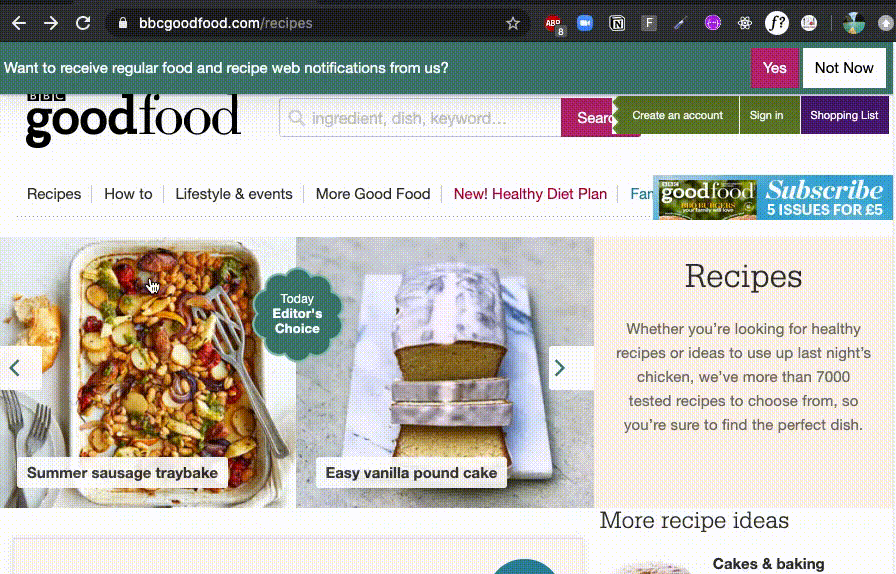 bbcgoodfood.com/recipes
ABP
8
N
F
f?
Want to receive regular food and recipe web notifications from us?
Yes
Not Now
BBC
goodfood
ingredient, dish, keyword...
Create an account
Sign in
Shopping List
Recipes
How to
Lifestyle & events
More Good Food
New! Healthy Diet Plan
goodfood
Subscribe
5 ISSUES FOR £5
Today
Editor's
Choice
Summer sausage traybake
Easy vanilla pound cake
Recipes
Whether you're looking for healthy
recipes or ideas to use up last night's
chicken, we've more than 7000
tested recipes to choose from, so
you're sure to find the perfect dish.
More recipe ideas
Cakes & baking